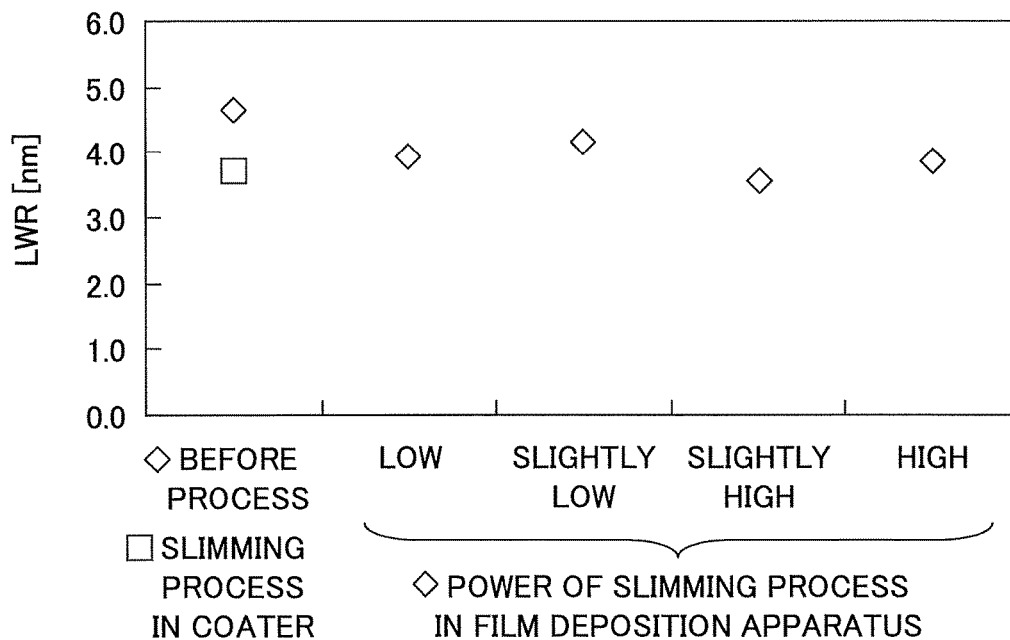 6.0
5.0
4.0
3.0
2.0
1.0
0.0
LWR [nm]
BEFORE
PROCESS
SLIMMING
PROCESS
IN COATER
LOW
SLIGHTLY
LOW
SLIGHTLY
HIGH
HIGH
POWER OF SLIMMING PROCESS
IN FILM DEPOSITION APPARATUS